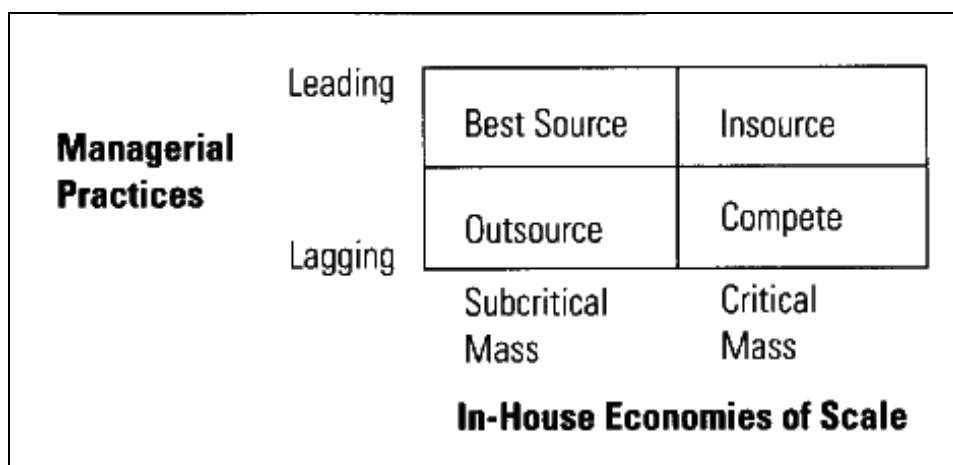 Leading
Best Source
Insource
Managerial
Practices
Outsource
Compete
Lagging
Subcritical
Mass
Critical
Mass
In-House Economies of Scale